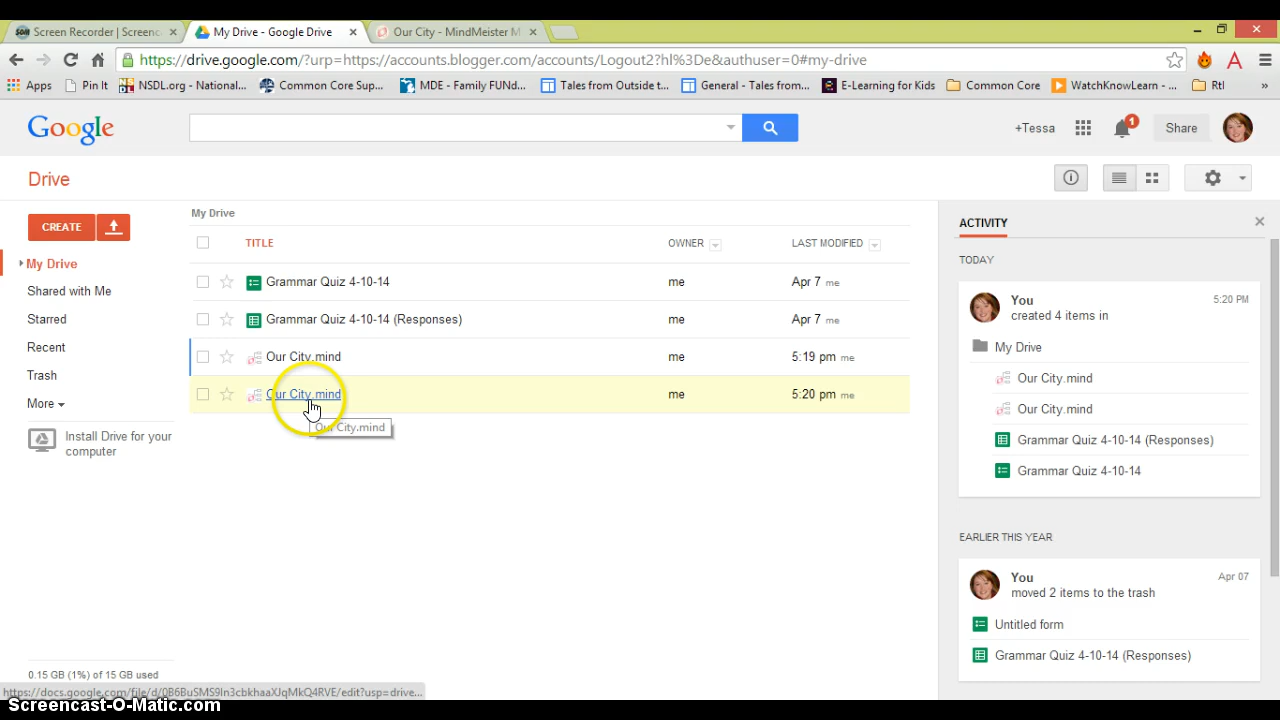 Screen Recorder | Screenc
My Drive - Google Drive
Our City - MindMeister M
https://drive.google.com/?urp=https://accounts.blogger.com/accounts/Logout2?hl%3De&authuser=0#my-drive
Apps
Pin It
NSDL.org - National...
Common Core Sup...
MDE - Family FUNd...
Tales from Outside t...
General - Tales from...
E-Learning for Kids
Common Core
WatchKnowLearn - ...
RtI
»
Google
+Tessa
1
Share
Drive
CREATE
My Drive
Shared with Me
Starred
Recent
Trash
More
Install Drive for your
computer
0.15 GB (1%) of 15 GB used
My Drive
TITLE OWNER LAST MODIFIED
Grammar Quiz 4-10-14 me Apr 7 me
Grammar Quiz 4-10-14 (Responses) me Apr 7 me
Our City.mind me 5:19 pm me
Our City.mind me 5:20 pm me
Our City.mind
ACTIVITY
TODAY
You 5:20 PM
created 4 items in
My Drive
Our City.mind
Our City.mind
Grammar Quiz 4-10-14 (Responses)
Grammar Quiz 4-10-14
EARLIER THIS YEAR
You Apr 07
moved 2 items to the trash
Untitled form
Grammar Quiz 4-10-14 (Responses)
Screencast-O-Matic.com